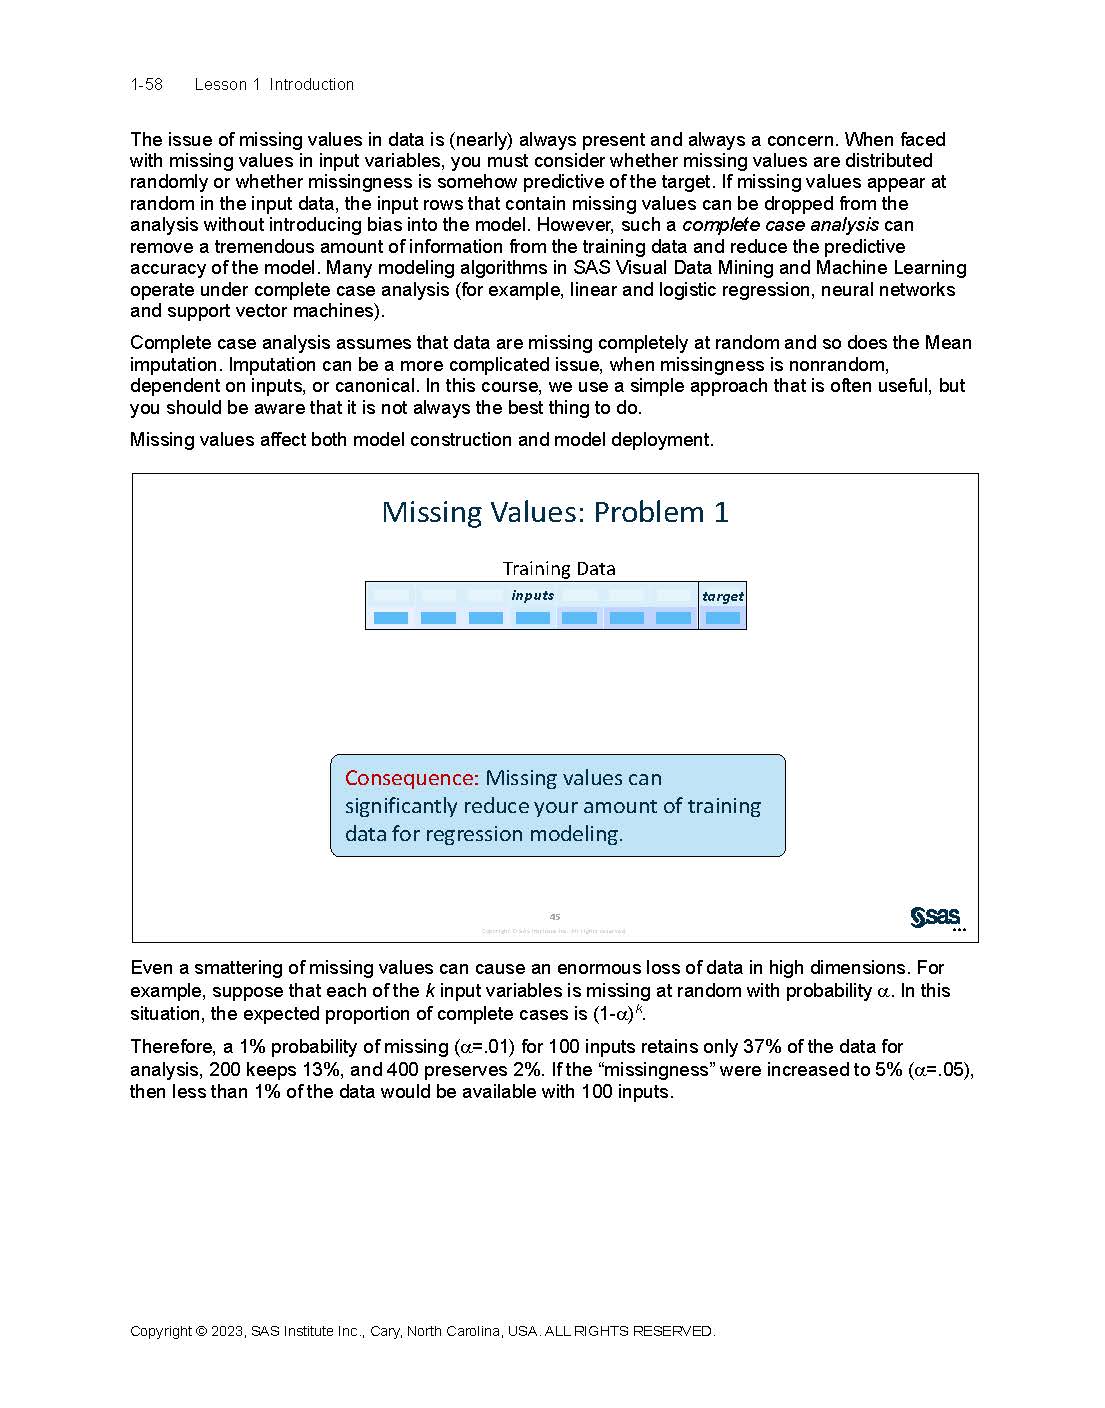 1-58 Lesson 1 Introduction
The issue of missing values in data is (nearly) always present and always a concern. When faced
with missing values in input variables, you must consider whether missing values are distributed
randomly or whether missingness is somehow predictive of the target. If missing values appear at
random in the input data, the input rows that contain missing values can be dropped from the
analysis without introducing bias into the model. However, such a complete case analysis can
remove a tremendous amount of information from the training data and reduce the predictive
accuracy of the model. Many modeling algorithms in SAS Visual Data Mining and Machine Learning
operate under complete case analysis (for example, linear and logistic regression, neural networks
and support vector machines).
Complete case analysis assumes that data are missing completely at random and so does the Mean
imputation. Imputation can be a more complicated issue, when missingness is nonrandom,
dependent on inputs, or canonical. In this course, we use a simple approach that is often useful, but
you should be aware that it is not always the best thing to do.
Missing values affect both model construction and model deployment.
Missing Values: Problem 1
Training Data
inputs target
Consequence: Missing values can
significantly reduce your amount of training
data for regression modeling.
45
Copyright © SAS Institute Inc. All rights reserved.
sas
Even a smattering of missing values can cause an enormous loss of data in high dimensions. For
example, suppose that each of the k input variables is missing at random with probability α. In this
situation, the expected proportion of complete cases is (1-α)ᵏ.
Therefore, a 1% probability of missing (α=.01) for 100 inputs retains only 37% of the data for
analysis, 200 keeps 13%, and 400 preserves 2%. If the “missingness” were increased to 5% (α=.05),
then less than 1% of the data would be available with 100 inputs.
Copyright © 2023, SAS Institute Inc., Cary, North Carolina, USA. ALL RIGHTS RESERVED.